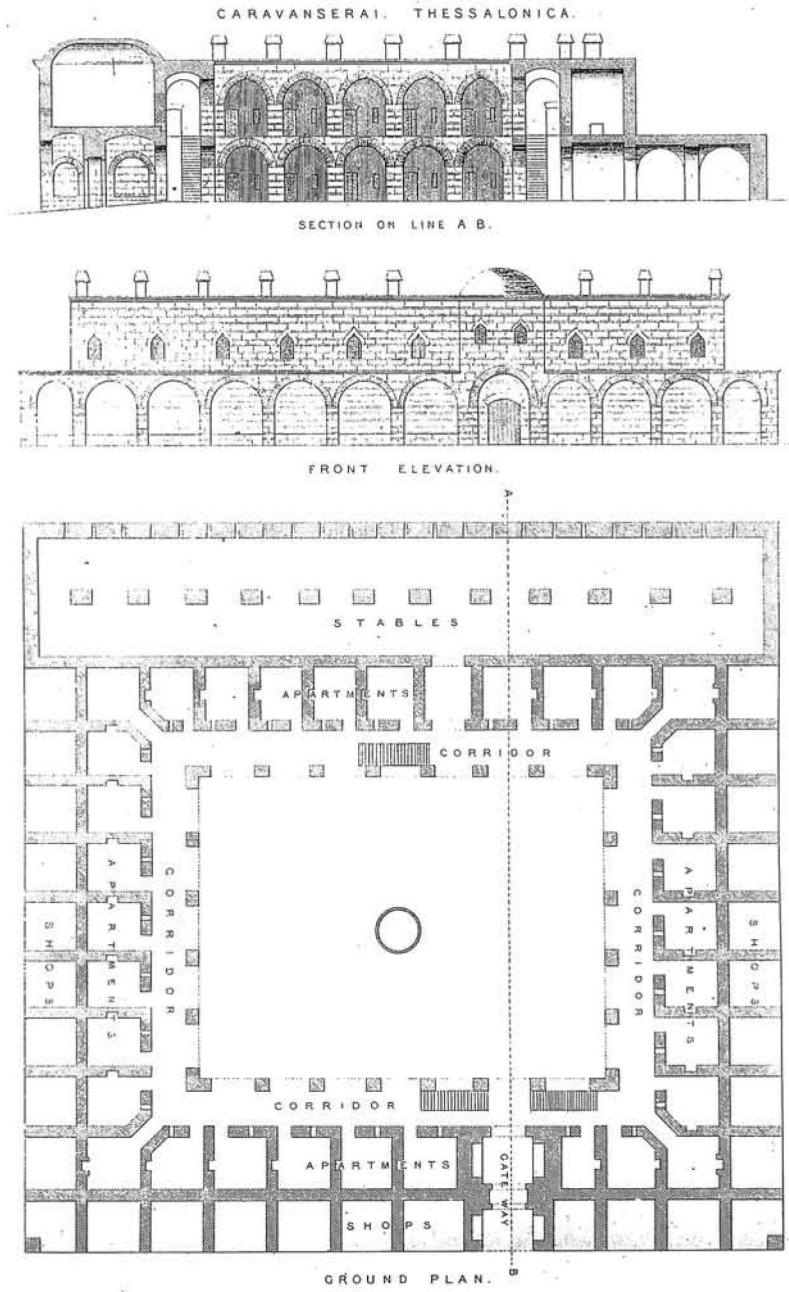 CARAVANSERAI. THESSALONICA.
SECTION ON LINE A B.
FRONT ELEVATION.
A
STABLES
APARTMENTS
CORRIDOR
CORRIDOR
APARTMENTS
SHOPS
CORRIDOR
APARTMENTS
SHOPS
CORRIDOR
APARTMENTS
GATE WAY
SHOPS
B
GROUND PLAN.